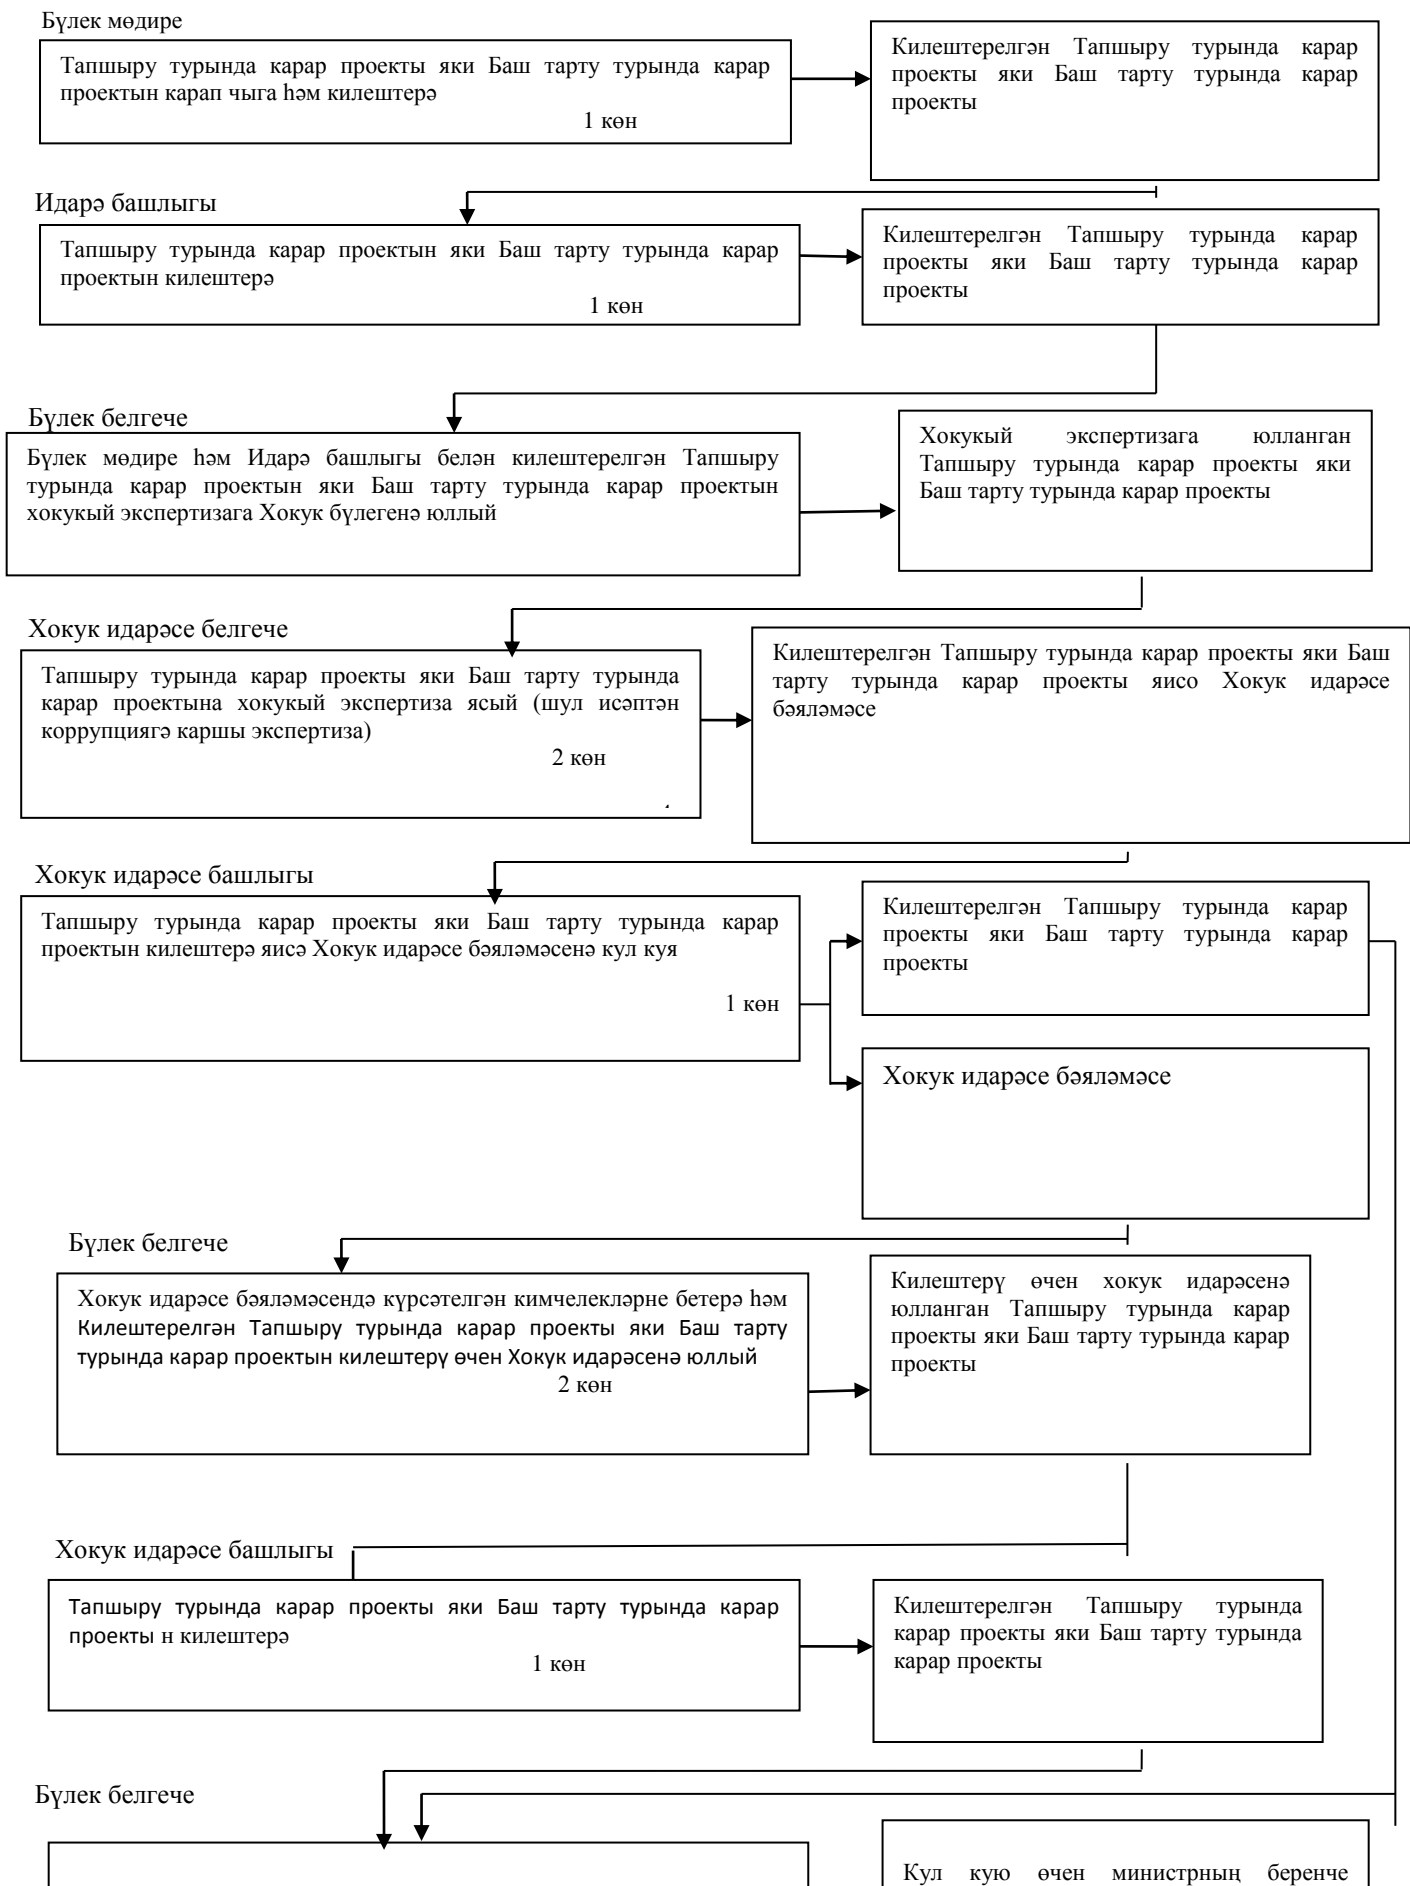 Бүлек мөдире
Тапшыру турында карар проекты яки Баш тарту турында карар
проектын карап чыга һәм килештерә
1 көн
Килештерелгән Тапшыру турында карар
проекты яки Баш тарту турында карар
проекты
Идарә башлыгы
Тапшыру турында карар проектын яки Баш тарту турында карар
проектын килештерә
1 көн
Килештерелгән Тапшыру турында карар
проекты яки Баш тарту турында карар
проекты
Бүлек белгече
Бүлек мөдире һәм Идарә башлыгы белән килештерелгән Тапшыру
турында карар проектын яки Баш тарту турында карар проектын
хокукый экспертизага Хокук бүлегенә юллый
Хокукый экспертизага юлланган
Тапшыру турында карар проекты яки
Баш тарту турында карар проекты
Хокук идарәсе белгече
Тапшыру турында карар проекты яки Баш тарту турында
карар проектына хокукый экспертиза ясый (шул исәптән
коррупциягә каршы экспертиза)
2 көн
Килештерелгән Тапшыру турында карар проекты яки Баш
тарту турында карар проекты яисо Хокук идарәсе
бәяләмәсе
Хокук идарәсе башлыгы
Тапшыру турында карар проекты яки Баш тарту турында карар
проектын килештерә яисә Хокук идарәсе бәяләмәсенә кул куя
1 көн
Килештерелгән Тапшыру турында карар
проекты яки Баш тарту турында карар
проекты
Хокук идарәсе бәяләмәсе
Бүлек белгече
Хокук идарәсе бәяләмәсендә күрсәтелгән кимчелекләрне бетерә һәм
Килештерелгән Тапшыру турында карар проекты яки Баш тарту
турында карар проектын килештерү өчен Хокук идарәсенә юллый
2 көн
Килештерү өчен хокук идарәсенә
юлланган Тапшыру турында карар
проекты яки Баш тарту турында карар
проекты
Хокук идарәсе башлыгы
Тапшыру турында карар проекты яки Баш тарту турында карар
проекты н килештерә
1 көн
Килештерелгән Тапшыру турында
карар проекты яки Баш тарту турында
карар проекты
Бүлек белгече
Кул кую өчен министрның беренче